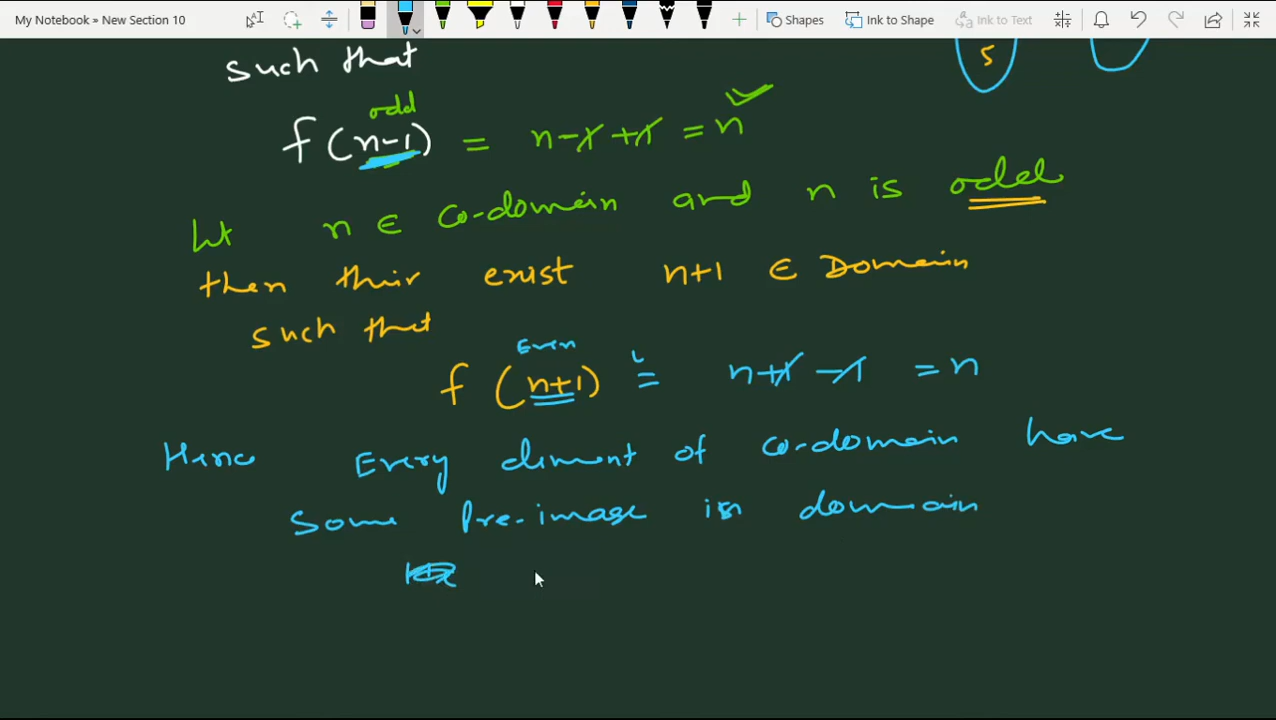 My Notebook » New Section 10
Shapes Ink to Shape Ink to Text
such that 5
odd
f(n-1) = n-1+1 = n
Let n ∈ Co-domain and n is odd
then thir exist n+1 ∈ Domain
such that
Even
f(n+1) = n+1-1 = n
Hence Every element of co-domain have
Some Pre-image in domain